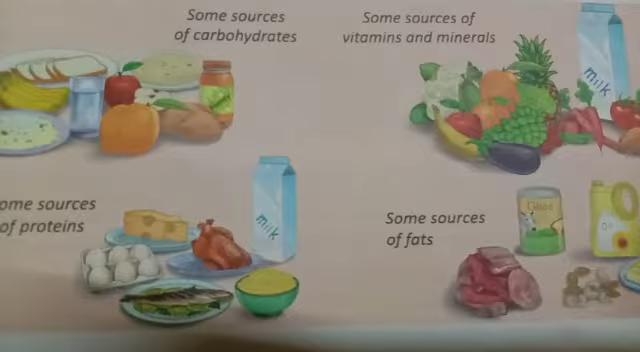 Some sources
of carbohydrates
Some sources of
vitamins and minerals
milk
ome sources
of proteins
milk
Some sources
of fats